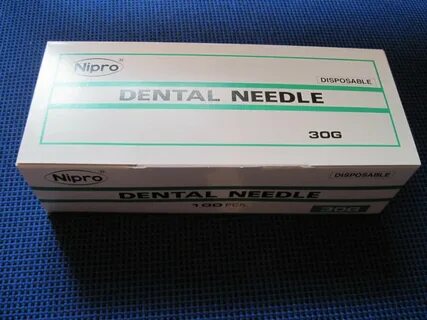 Nipro®
DISPOSABLE
DENTAL NEEDLE
30G
Nipro®
DISPOSABLE
DENTAL NEEDLE
100 PCS.
30G